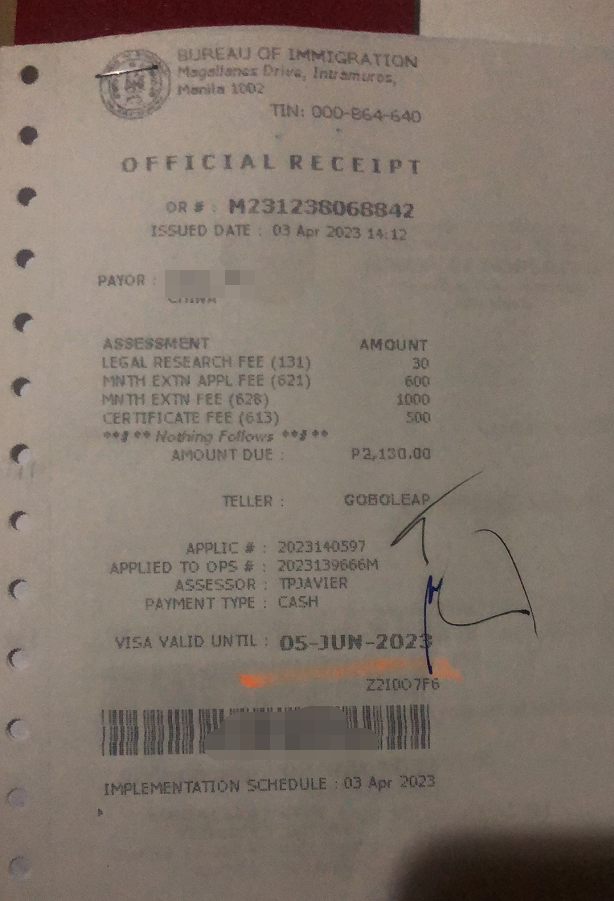 BUREAU OF IMMIGRATION
Magallanes Drive, Intramuros,
Manila 1002
TIN: 000-864-640
OFFICIAL RECEIPT
OR # : M231238068842
ISSUED DATE : 03 Apr 2023 14:12
PAYOR :
CHINA
ASSESSMENT AMOUNT
LEGAL RESEARCH FEE (131) 30
MNTH EXTN APPL FEE (621) 600
MNTH EXTN FEE (628) 1000
CERTIFICATE FEE (613) 500
**#** Nothing Follows **#**
AMOUNT DUE : P2,130.00
TELLER : GOBOLEAP
APPLIC # : 2023140597
APPLIED TO OPS # : 2023139666M
ASSESSOR : TPJAVIER
PAYMENT TYPE : CASH
VISA VALID UNTIL : 05-JUN-2023
Z21007F6
IMPLEMENTATION SCHEDULE : 03 Apr 2023